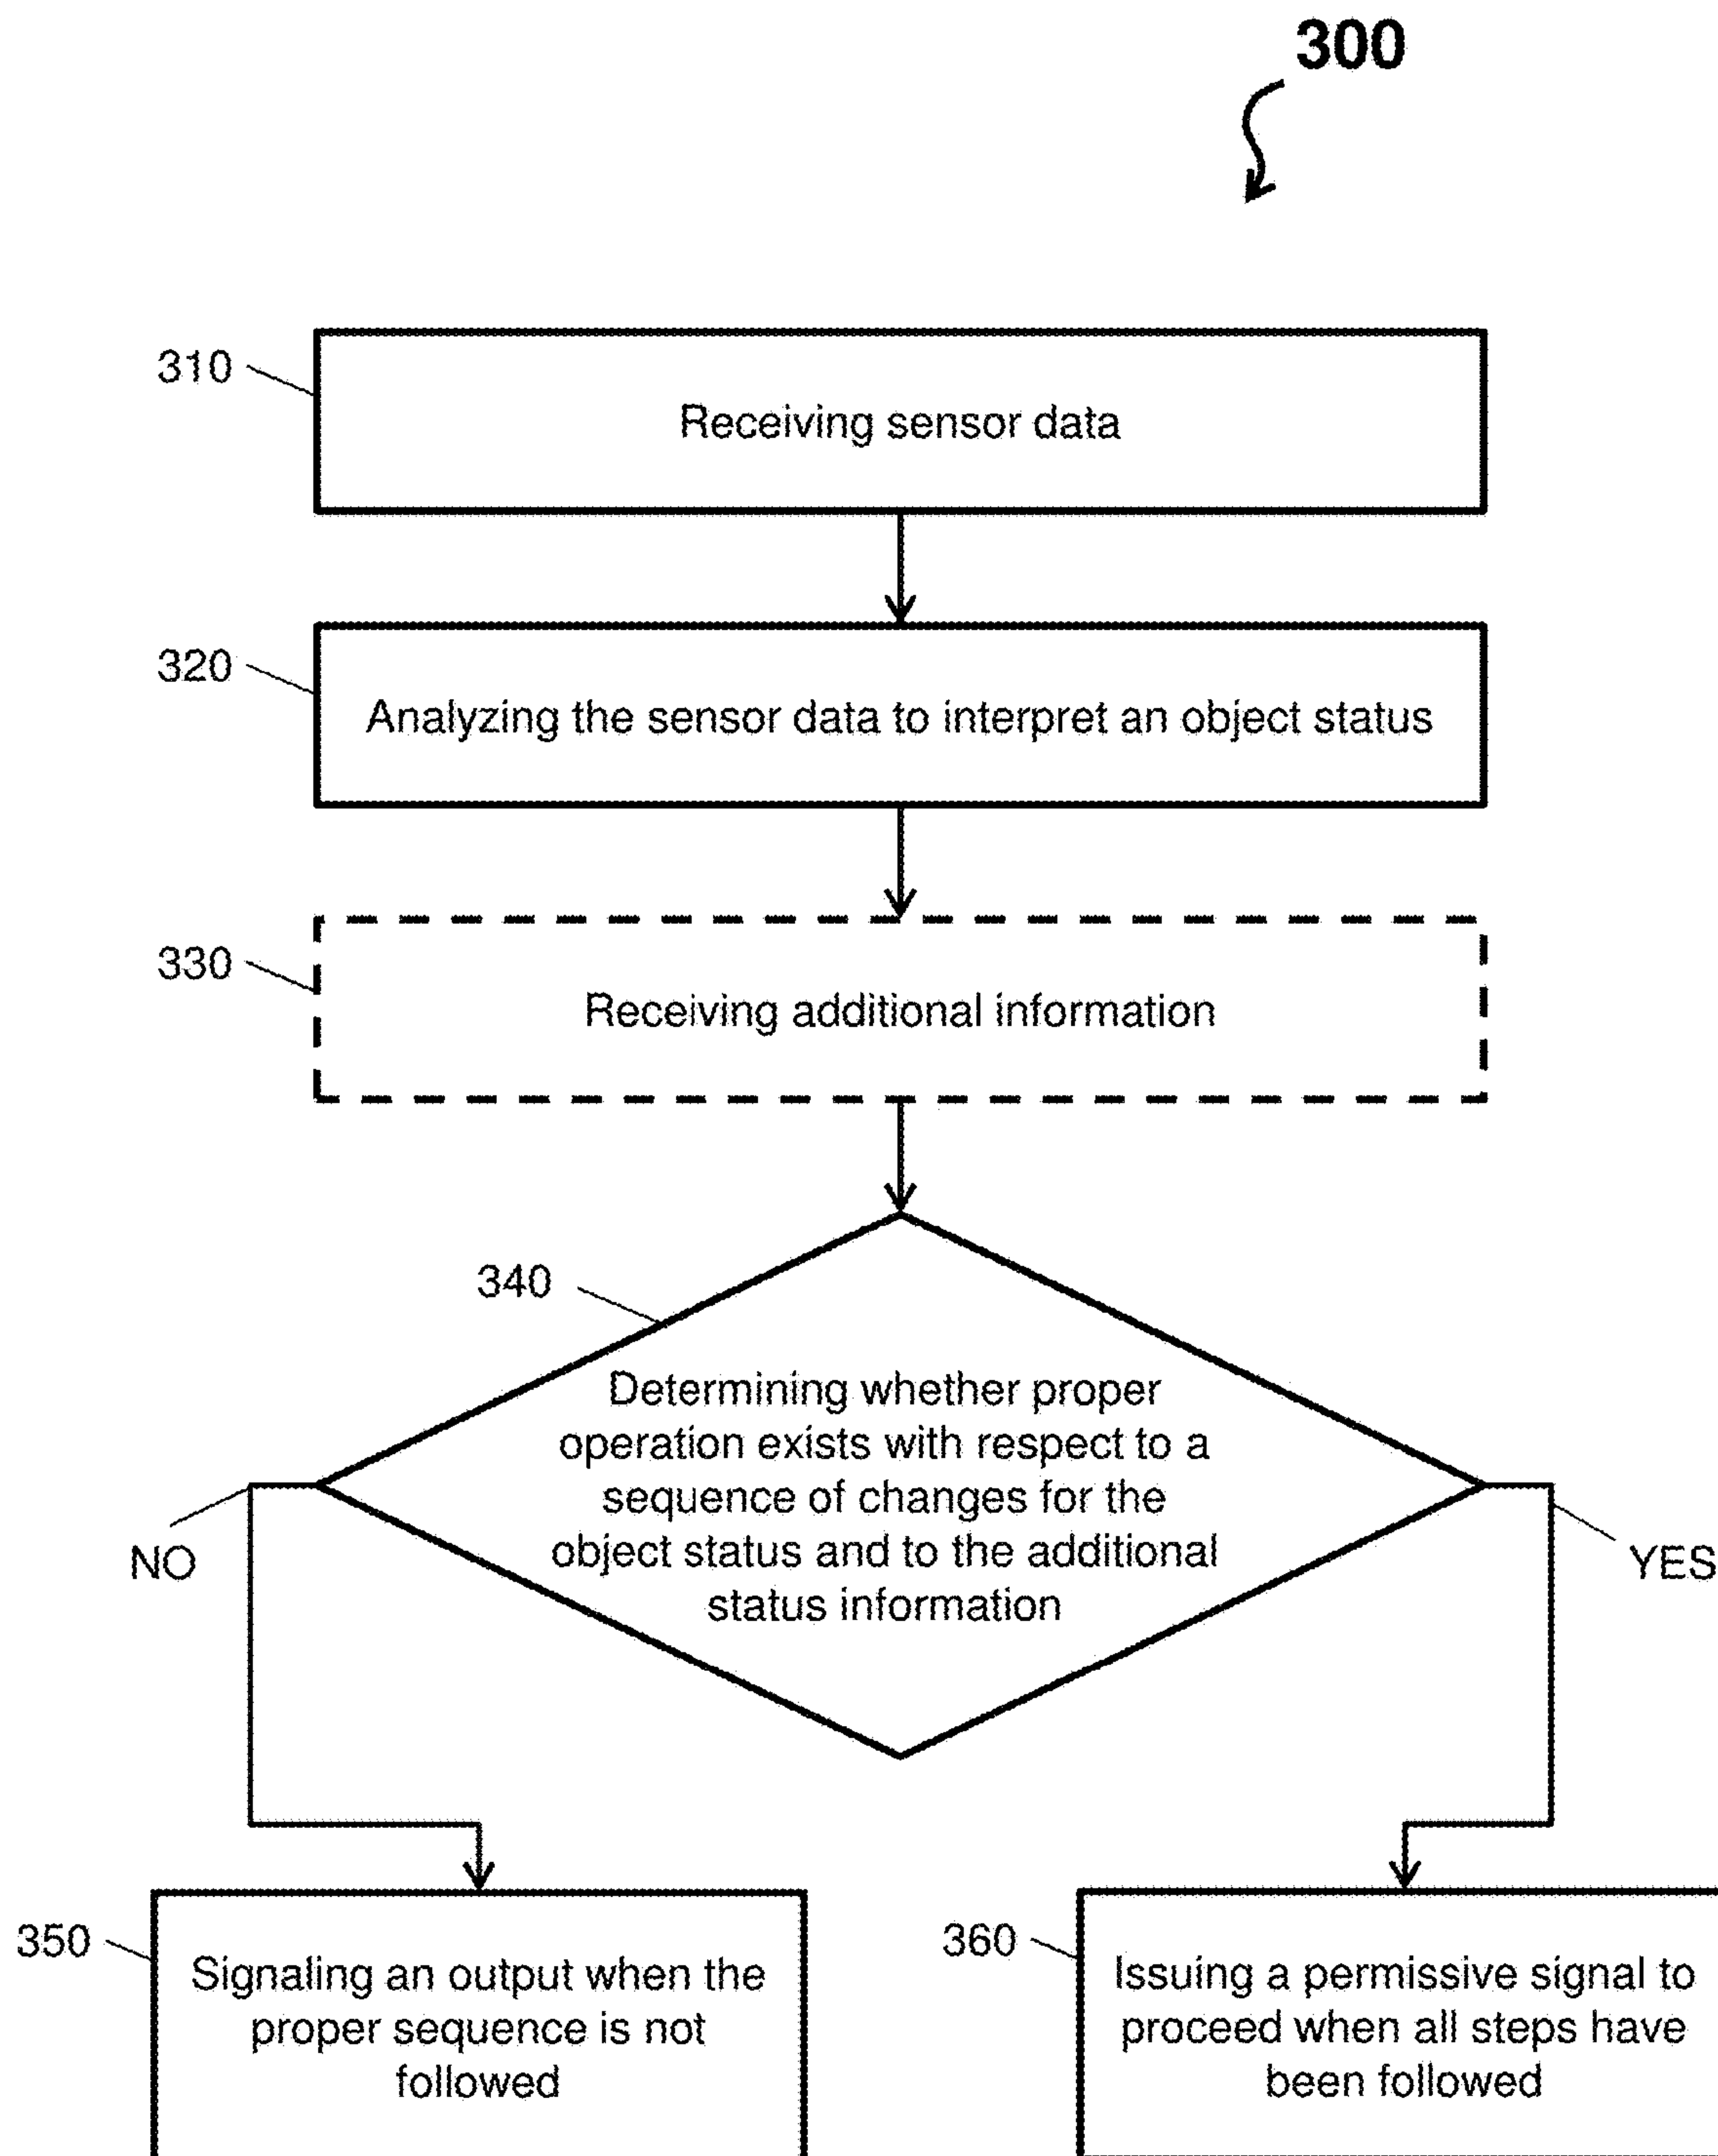 300
310
Receiving sensor data
320
Analyzing the sensor data to interpret an object status
330
Receiving additional information
340
Determining whether proper
operation exists with respect to a
sequence of changes for the
object status and to the additional
status information
NO
YES
350
Signaling an output when the
proper sequence is not
followed
360
Issuing a permissive signal to
proceed when all steps have
been followed